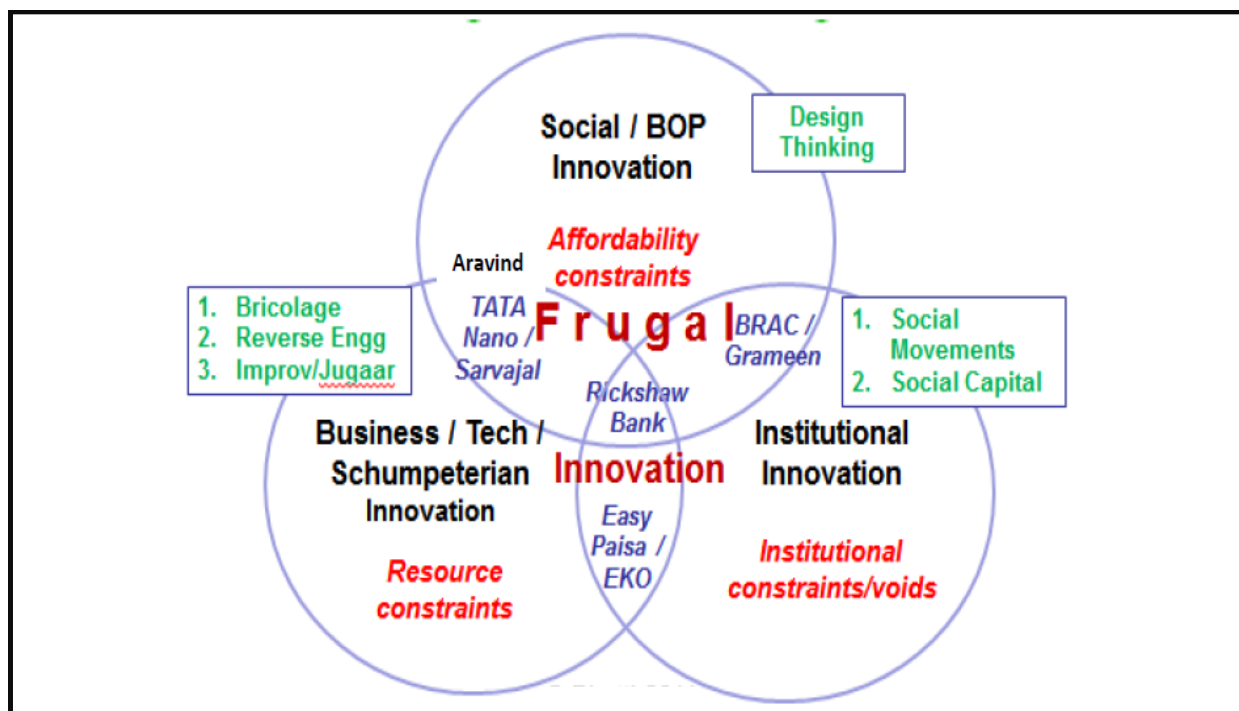 Social / BOP
Innovation
Design
Thinking
Affordability
constraints
Aravind
1. Bricolage
2. Reverse Engg
3. Improv/Jugaar
TATA
Nano /
Sarvajal
Frugal
BRAC /
Grameen
1. Social
Movements
2. Social Capital
Rickshaw
Bank
Business / Tech /
Schumpeterian
Innovation
Innovation
Institutional
Innovation
Easy
Paisa /
EKO
Resource
constraints
Institutional
constraints/voids